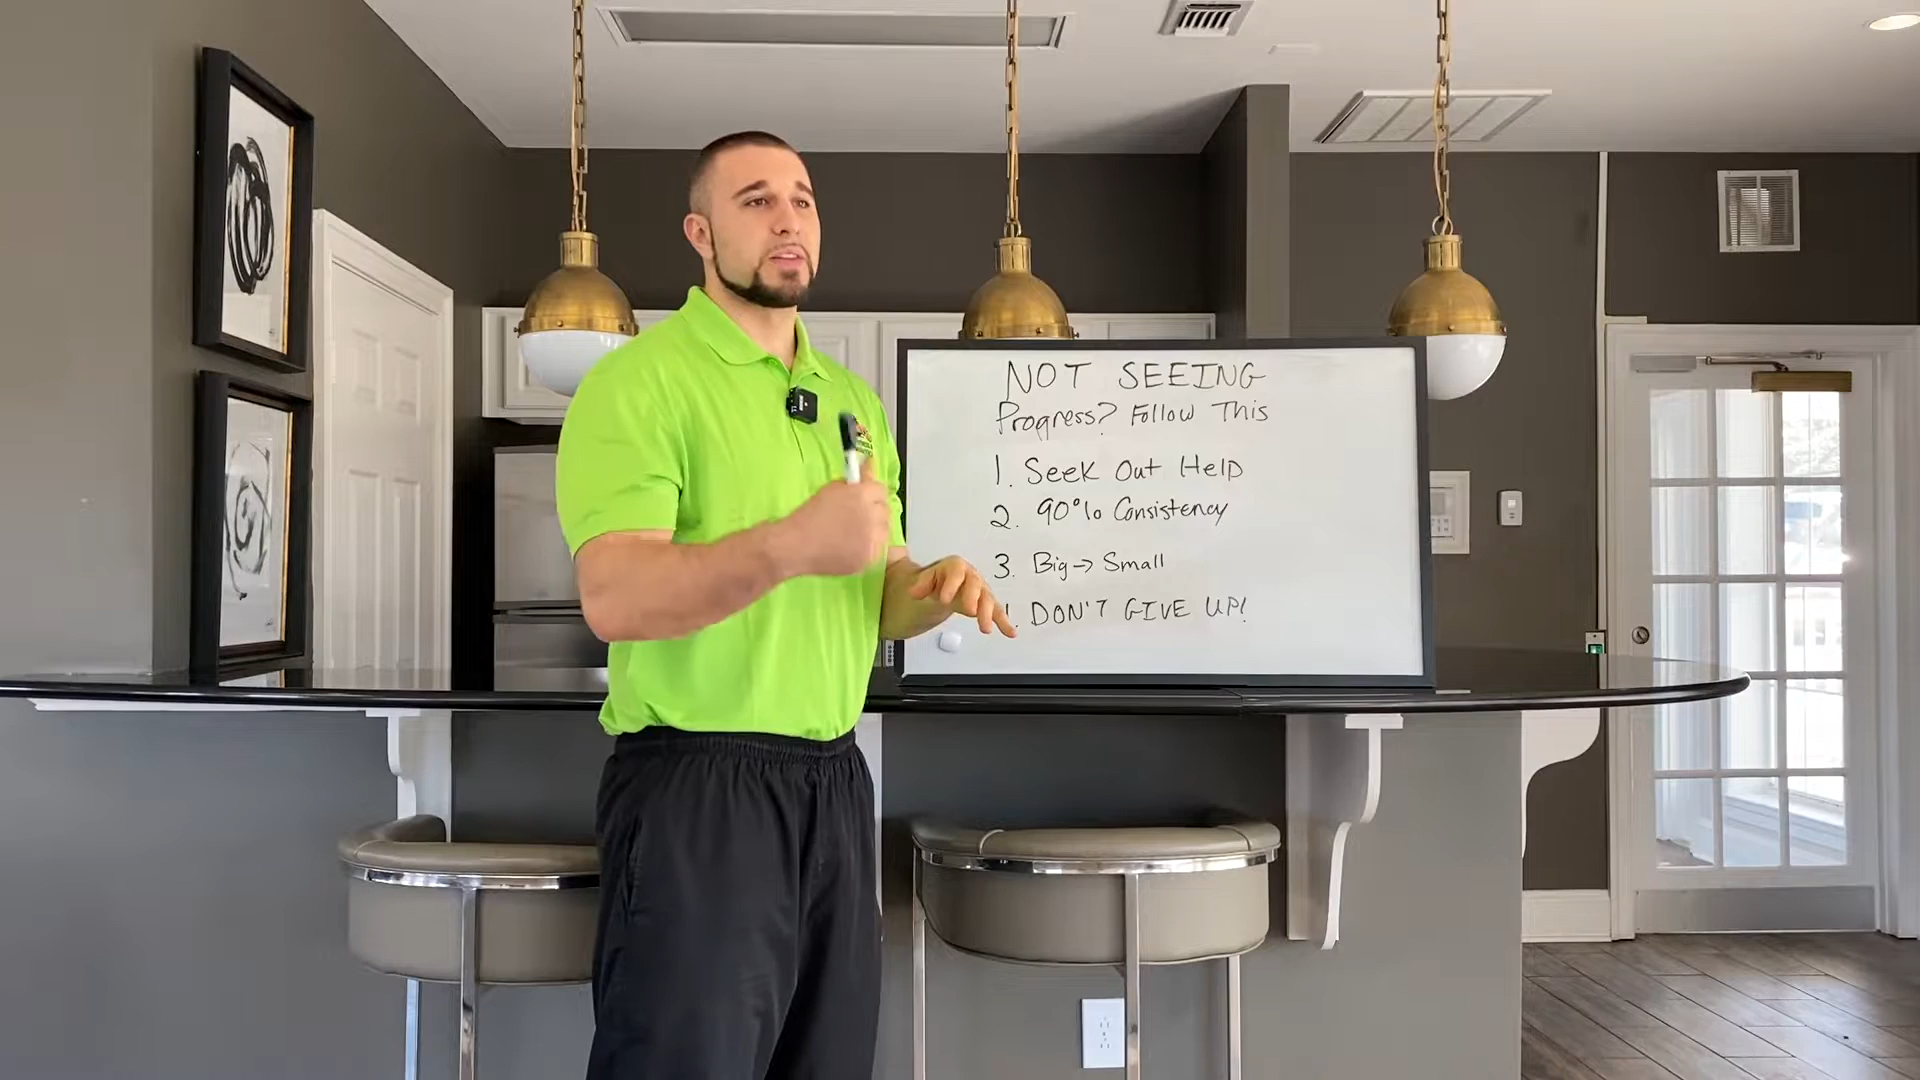 NOT SEEING
Progress? Follow This
1. Seek Out Help
2. 90% Consistency
3. Big → Small
. DON'T GIVE UP!